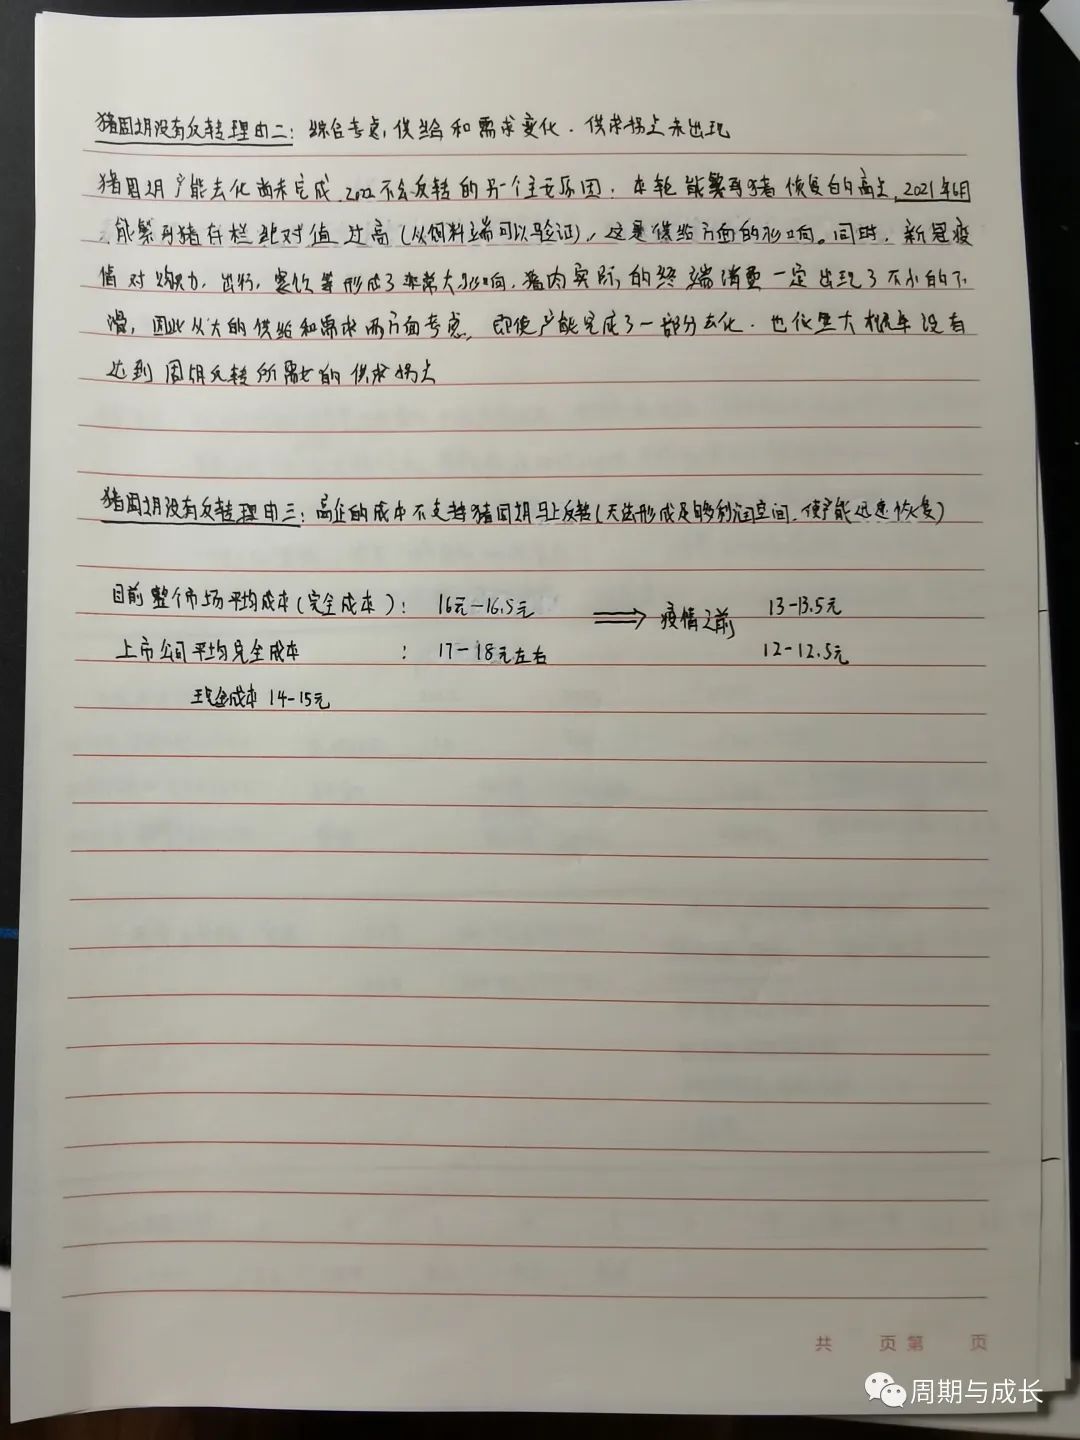 猪周期没有反转理由二：综合考虑，供给和需求变化．供求拐点未出现
猪周期产能去化尚未完成，2022不会反转的另一个主要原因：本轮能繁母猪恢复的高点，2021年6月
能繁母猪存栏绝对值过高（从饲料端可以验证），这是供给方面的影响。同时，新冠疫
情对出行，餐饮等形成了非常大影响，猪肉实际的终端消费一定出现了不小的下
滑，因此从大的供给和需求两方面考虑，即使产能完成了一部分去化．也依然大概率没有
达到周期反转所需要的供求拐点
猪周期没有反转理由三：高企的成本不支持猪周期马上反转（无法形成足够利润空间．使产能迅速恢复）
目前整个市场平均成本（完全成本）： 16元－16.5元 ⟹ 疫情之前 13－13.5元
上市公司平均完全成本 ： 17－18元左右 12－12.5元
现金成本 14－15元
共 页 第 页
周期与成长